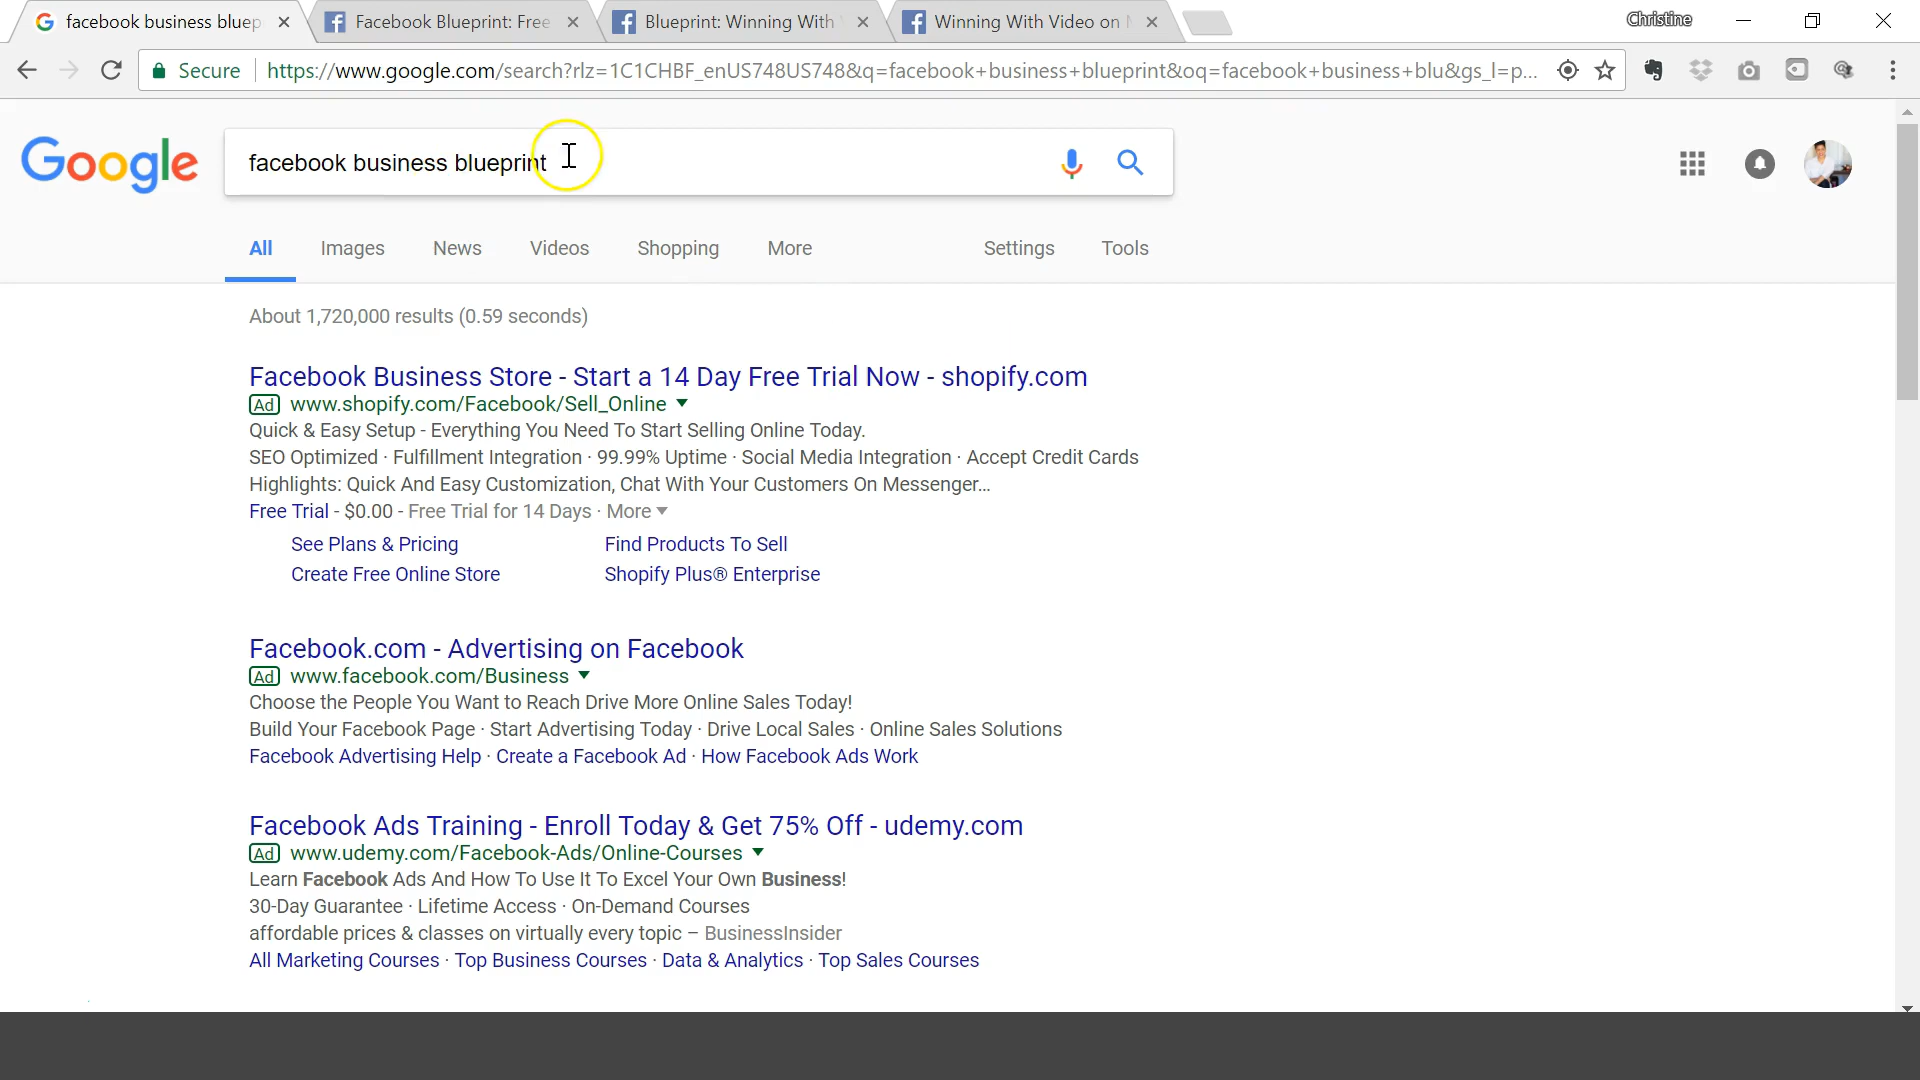 facebook business bluep
Facebook Blueprint: Free
Blueprint: Winning With
Winning With Video on
Christine
Secure
https://www.google.com/search?rlz=1C1CHBF_enUS748US748&q=facebook+business+blueprint&oq=facebook+business+blu&gs_l=p...
Google
facebook business blueprint
All Images News Videos Shopping More Settings Tools
About 1,720,000 results (0.59 seconds)
Facebook Business Store - Start a 14 Day Free Trial Now - shopify.com
Ad www.shopify.com/Facebook/Sell_Online
Quick & Easy Setup - Everything You Need To Start Selling Online Today.
SEO Optimized · Fulfillment Integration · 99.99% Uptime · Social Media Integration · Accept Credit Cards
Highlights: Quick And Easy Customization, Chat With Your Customers On Messenger...
Free Trial - $0.00 - Free Trial for 14 Days · More
See Plans & Pricing Find Products To Sell
Create Free Online Store Shopify Plus® Enterprise
Facebook.com - Advertising on Facebook
Ad www.facebook.com/Business
Choose the People You Want to Reach Drive More Online Sales Today!
Build Your Facebook Page · Start Advertising Today · Drive Local Sales · Online Sales Solutions
Facebook Advertising Help · Create a Facebook Ad · How Facebook Ads Work
Facebook Ads Training - Enroll Today & Get 75% Off - udemy.com
Ad www.udemy.com/Facebook-Ads/Online-Courses
Learn Facebook Ads And How To Use It To Excel Your Own Business!
30-Day Guarantee · Lifetime Access · On-Demand Courses
affordable prices & classes on virtually every topic – BusinessInsider
All Marketing Courses · Top Business Courses · Data & Analytics · Top Sales Courses